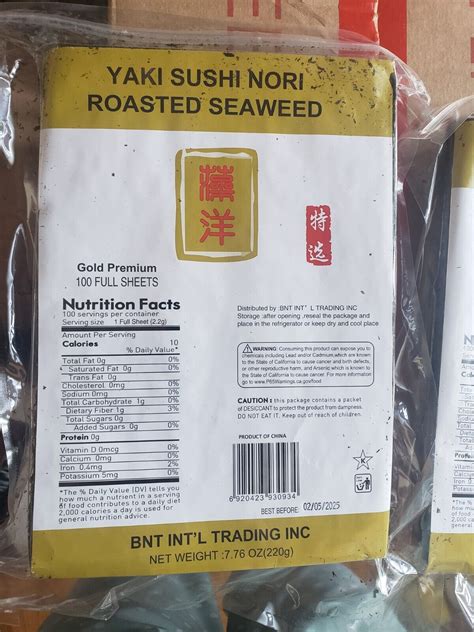 YAKI SUSHI NORI
ROASTED SEAWEED
藻
洋
特
选
Gold Premium
100 FULL SHEETS
Nutrition Facts
100 servings per container
Serving size 1 Full Sheet (2.2g)
Amount Per Serving
Calories 10
% Daily Value*
Total Fat 0g 0%
Saturated Fat 0g 0%
Trans Fat 0g
Cholesterol 0mg 0%
Sodium 0mg 0%
Total Carbohydrate 1g 0%
Dietary Fiber 1g 3%
Total Sugars 0g
Added Sugars 0g 0%
Protein 0g
Vitamin D 0mcg 0%
Calcium 0mg 0%
Iron 0.4mg 2%
Potassium 5mg 0%
*The % Daily Value (DV) tells you
how much a nutrient in a serving
of food contributes to a daily diet
2,000 calories a day is used for
general nutrition advice.
Distributed by :BNT INT'L TRADING INC
Storage :after opening ,reseal the package and
place in the refrigerator or keep dry and cool place
WARNING: Consuming this product can expose you to
chemicals including Lead and/or Cadmium,which are known to
the State of California to cause cancer and birth defects,
or other reproductive farm, and Arsenic which is known to
the State of California to cause cancer. For more information
go to www.P65Warnings.ca.gov/food.
CAUTION : this package contains a packet
of DESICCANT to protect the product from dampness.
DO NOT EAT IT. Keep out of reach of children.
PRODUCT OF CHINA
6 920423 930934
BEST BEFORE 02/05/2025
BNT INT'L TRADING INC
NET WEIGHT :7.76 OZ(220g)